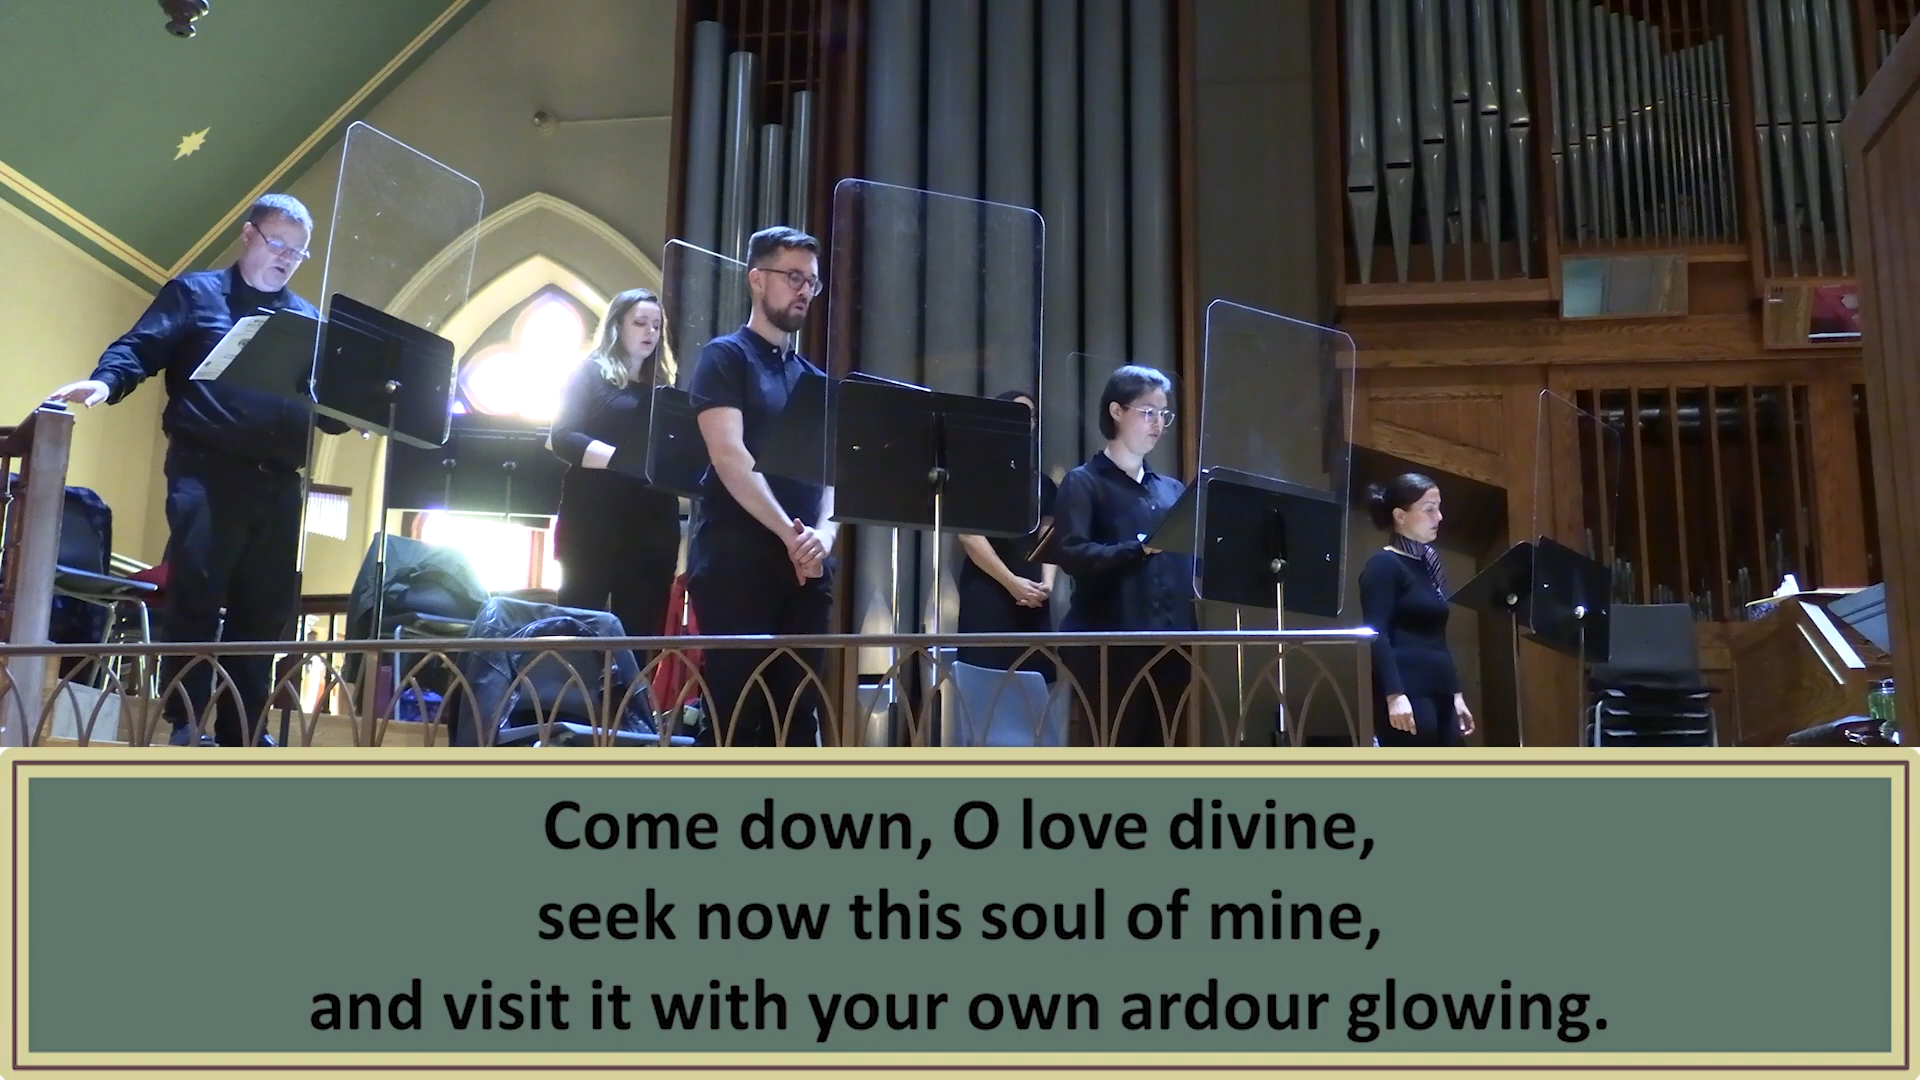 Come down, O love divine,
seek now this soul of mine,
and visit it with your own ardour glowing.